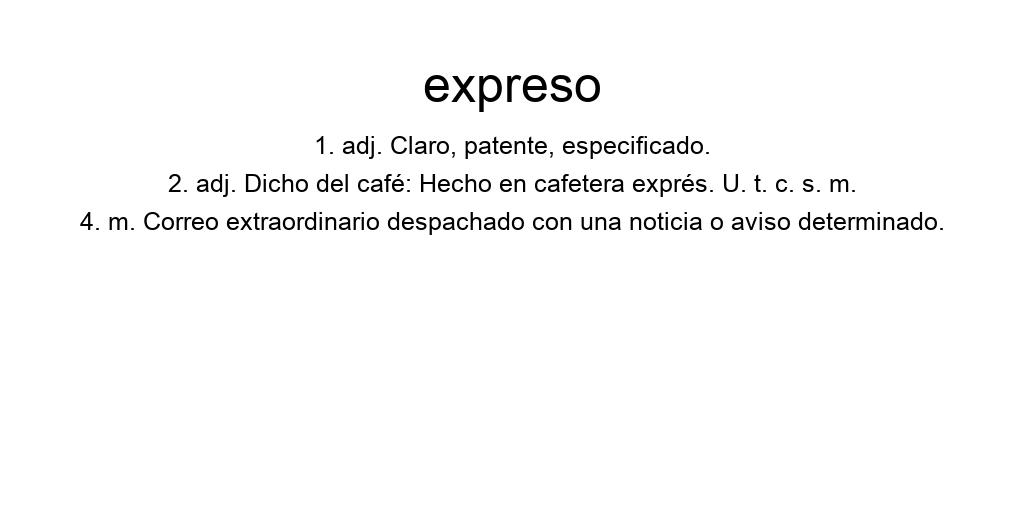 expreso
1. adj. Claro, patente, especificado.
2. adj. Dicho del café: Hecho en cafetera exprés. U. t. c. s. m.
4. m. Correo extraordinario despachado con una noticia o aviso determinado.